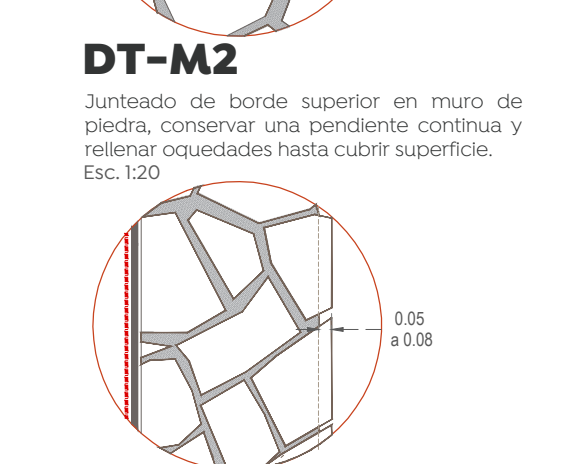 DT-M2
Junteado de borde superior en muro de
piedra, conservar una pendiente continua y
rellenar oquedades hasta cubrir superficie.
Esc. 1:20
0.05
a 0.08